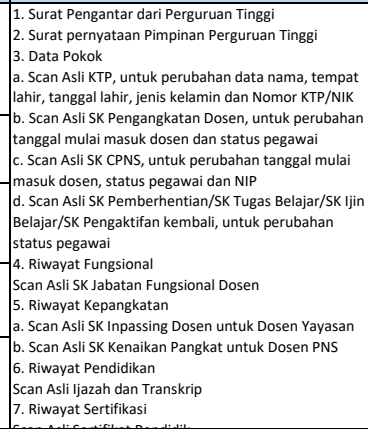 1. Surat Pengantar dari Perguruan Tinggi
2. Surat pernyataan Pimpinan Perguruan Tinggi
3. Data Pokok
a. Scan Asli KTP, untuk perubahan data nama, tempat
lahir, tanggal lahir, jenis kelamin dan Nomor KTP/NIK
b. Scan Asli SK Pengangkatan Dosen, untuk perubahan
tanggal mulai masuk dosen dan status pegawai
c. Scan Asli SK CPNS, untuk perubahan tanggal mulai
masuk dosen, status pegawai dan NIP
d. Scan Asli SK Pemberhentian/SK Tugas Belajar/SK Ijin
Belajar/SK Pengaktifan kembali, untuk perubahan
status pegawai
4. Riwayat Fungsional
Scan Asli SK Jabatan Fungsional Dosen
5. Riwayat Kepangkatan
a. Scan Asli SK Inpassing Dosen untuk Dosen Yayasan
b. Scan Asli SK Kenaikan Pangkat untuk Dosen PNS
6. Riwayat Pendidikan
Scan Asli Ijazah dan Transkrip
7. Riwayat Sertifikasi
Scan Asli Sertifikat Pendidik